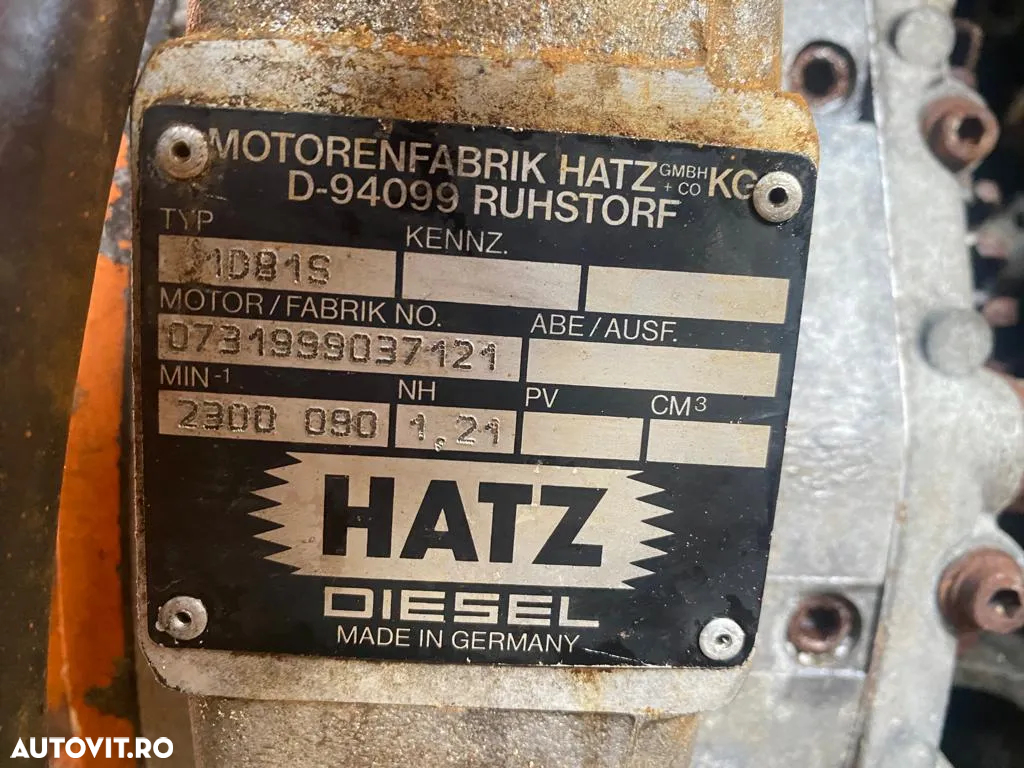 MOTORENFABRIK HATZ GMBH + CO KG
D-94099 RUHSTORF
TYP
KENNZ.
1D81S
MOTOR/FABRIK NO.
ABE/AUSF.
0731999037121
MIN-1
NH
PV
CM3
2300 090
1,21
HATZ
DIESEL
MADE IN GERMANY
AUTOVIT.RO